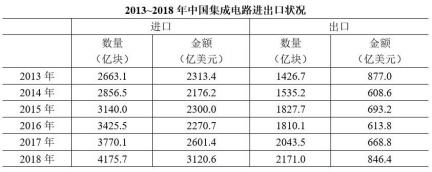 2013~2018 年中国集成电路进出口状况
进口 出口
数量 金额 数量 金额
(亿块) (亿美元) (亿块) (亿美元)
2013 年 2663.1 2313.4 1426.7 877.0
2014 年 2856.5 2176.2 1535.2 608.6
2015 年 3140.0 2300.0 1827.7 693.2
2016 年 3425.5 2270.7 1810.1 613.8
2017 年 3770.1 2601.4 2043.5 668.8
2018 年 4175.7 3120.6 2171.0 846.4